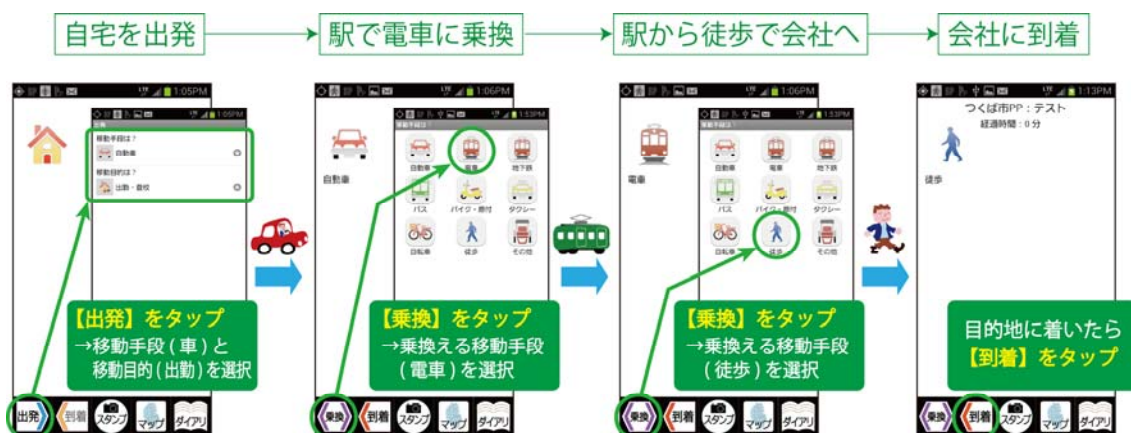 自宅を出発
駅で電車に乗換
駅から徒歩で会社へ
会社に到着
LTE 1:05PM
1:05PM
移動手段は?
自動車
移動目的は?
出勤・登校
【出発】をタップ
→移動手段(車)と
移動目的(出勤)を選択
出発
到着
スタンプ
マップ
ダイアリ
LTE 1:06PM
1:53PM
移動手段は?
自動車
自動車
電車
地下鉄
バス
バイク・原付
タクシー
自転車
徒歩
その他
【乗換】をタップ
→乗換える移動手段
(電車)を選択
乗換
到着
スタンプ
マップ
ダイアリ
LTE 1:06PM
1:53PM
移動手段は?
電車
自動車
電車
地下鉄
バス
バイク・原付
タクシー
自転車
徒歩
その他
【乗換】をタップ
→乗換える移動手段
(徒歩)を選択
乗換
到着
スタンプ
マップ
ダイアリ
LTE 1:13PM
つくば市PP:テスト
経過時間:0分
徒歩
目的地に着いたら
【到着】をタップ
乗換
到着
スタンプ
マップ
ダイアリ